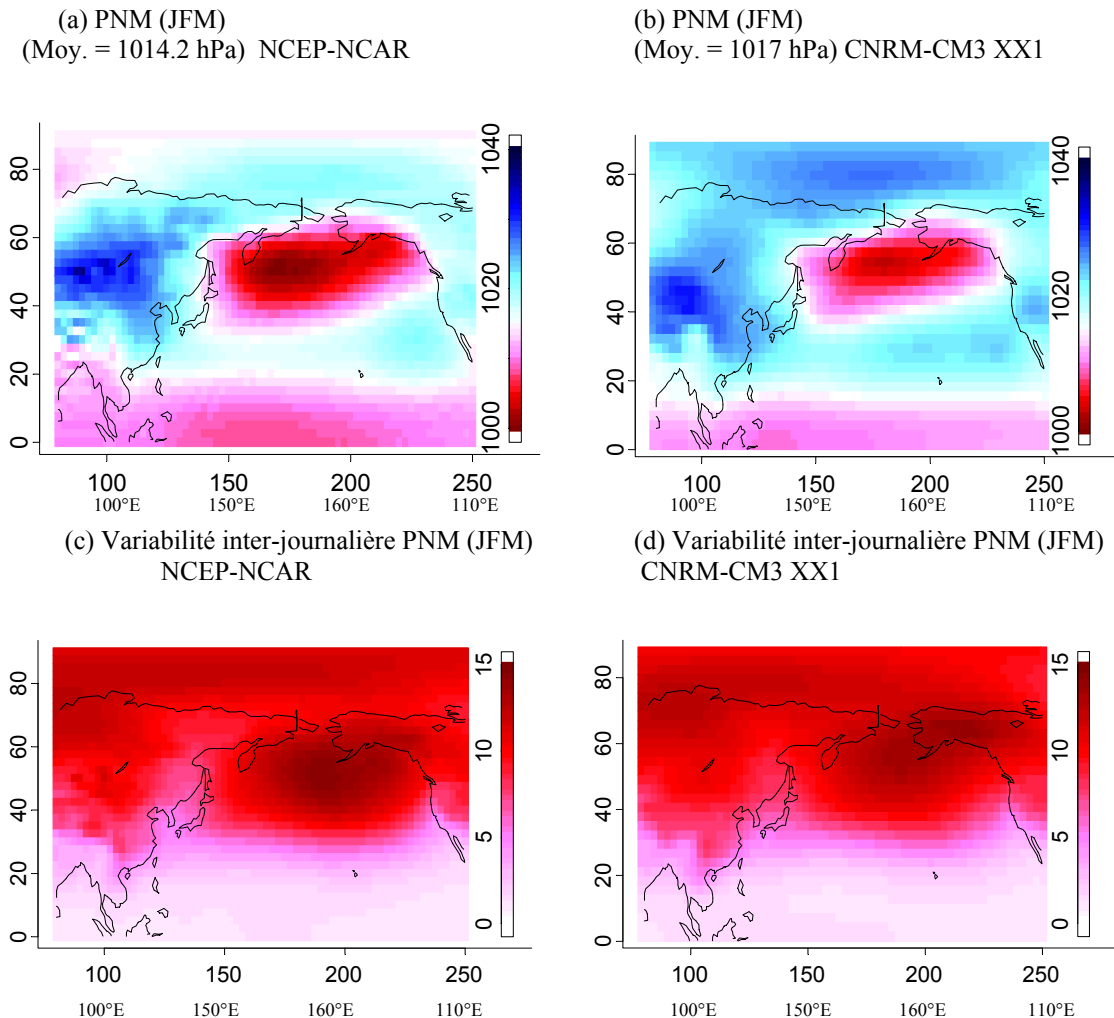 (a) PNM (JFM)
(Moy. = 1014.2 hPa) NCEP-NCAR
(b) PNM (JFM)
(Moy. = 1017 hPa) CNRM-CM3 XX1
80
60
40
20
0
1040
1020
1000
100 150 200 250
100°E 150°E 160°E 110°E
80
60
40
20
0
1040
1020
1000
100 150 200 250
100°E 150°E 160°E 110°E
(c) Variabilité inter-journalière PNM (JFM)
NCEP-NCAR
(d) Variabilité inter-journalière PNM (JFM)
CNRM-CM3 XX1
80
60
40
20
0
15
10
5
0
100 150 200 250
100°E 150°E 160°E 110°E
80
60
40
20
0
15
10
5
0
100 150 200 250
100°E 150°E 160°E 110°E